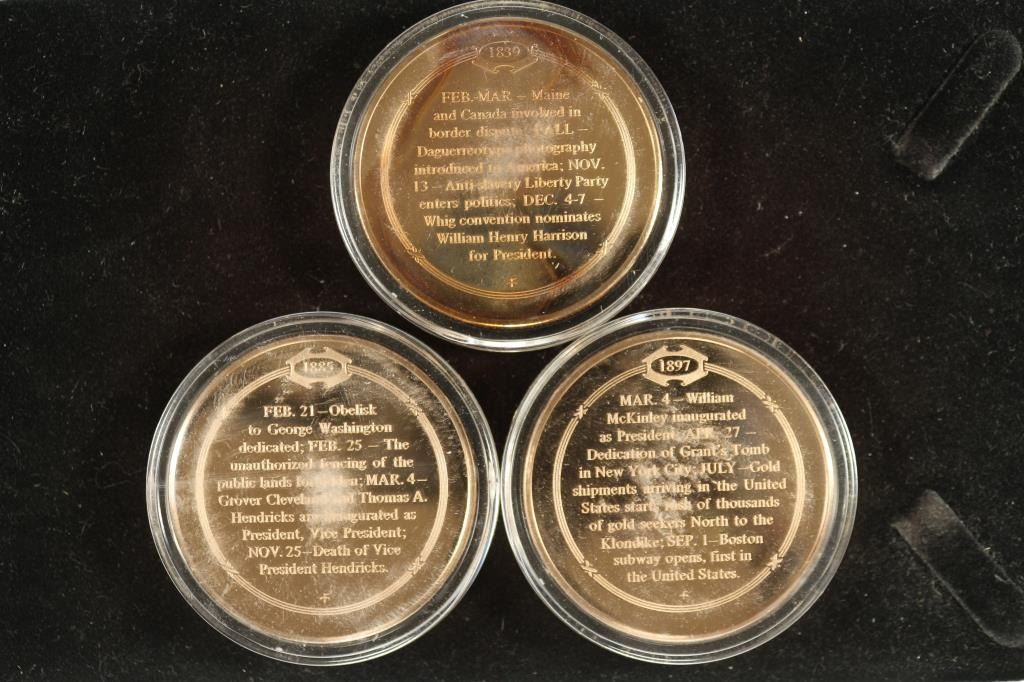 1839
FEB.-MAR. — Maine
and Canada involved in
border dispute; FALL —
Daguerreotype photography
introduced in America; NOV.
13 — Anti-slavery Liberty Party
enters politics; DEC. 4-7 —
Whig convention nominates
William Henry Harrison
for President.
1885
FEB. 21—Obelisk
to George Washington
dedicated; FEB. 25 — The
unauthorized fencing of the
public lands forbidden; MAR. 4—
Grover Cleveland and Thomas A.
Hendricks are inaugurated as
President, Vice President;
NOV. 25—Death of Vice
President Hendricks.
1897
MAR. 4—William
McKinley inaugurated
as President; APR. 27 —
Dedication of Grant's Tomb
in New York City; JULY—Gold
shipments arriving in the United
States start rush of thousands
of gold seekers North to the
Klondike; SEP. 1—Boston
subway opens, first in
the United States.